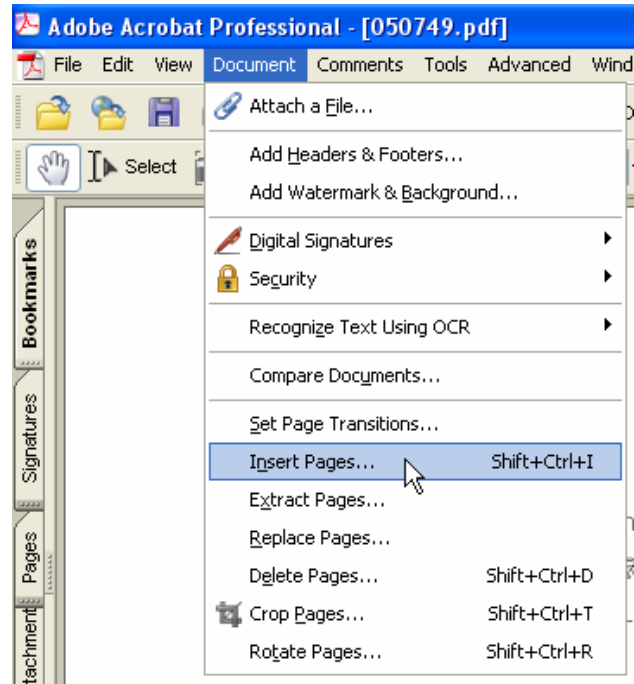 Adobe Acrobat Professional - [050749.pdf]
File Edit View Document Comments Tools Advanced Wind
Attach a File...
Select
Add Headers & Footers...
Add Watermark & Background...
Digital Signatures
Security
Recognize Text Using OCR
Compare Documents...
Set Page Transitions...
Insert Pages... Shift+Ctrl+I
Extract Pages...
Replace Pages...
Delete Pages... Shift+Ctrl+D
Crop Pages... Shift+Ctrl+T
Rotate Pages... Shift+Ctrl+R
Bookmarks
Signatures
Pages
tachment